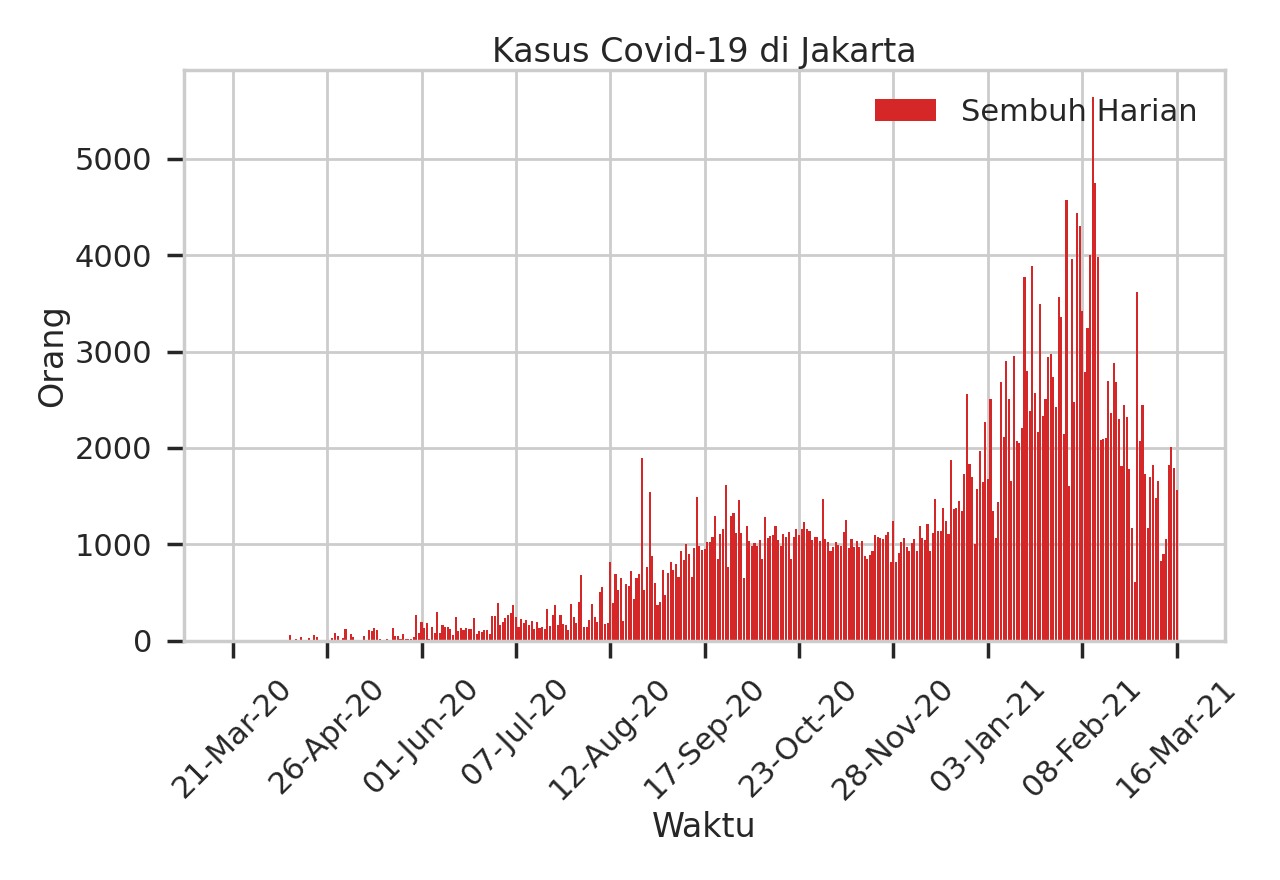 Kasus Covid-19 di Jakarta
Sembuh Harian
Orang
5000
4000
3000
2000
1000
0
21-Mar-20
26-Apr-20
01-Jun-20
07-Jul-20
12-Aug-20
17-Sep-20
23-Oct-20
28-Nov-20
03-Jan-21
08-Feb-21
16-Mar-21
Waktu